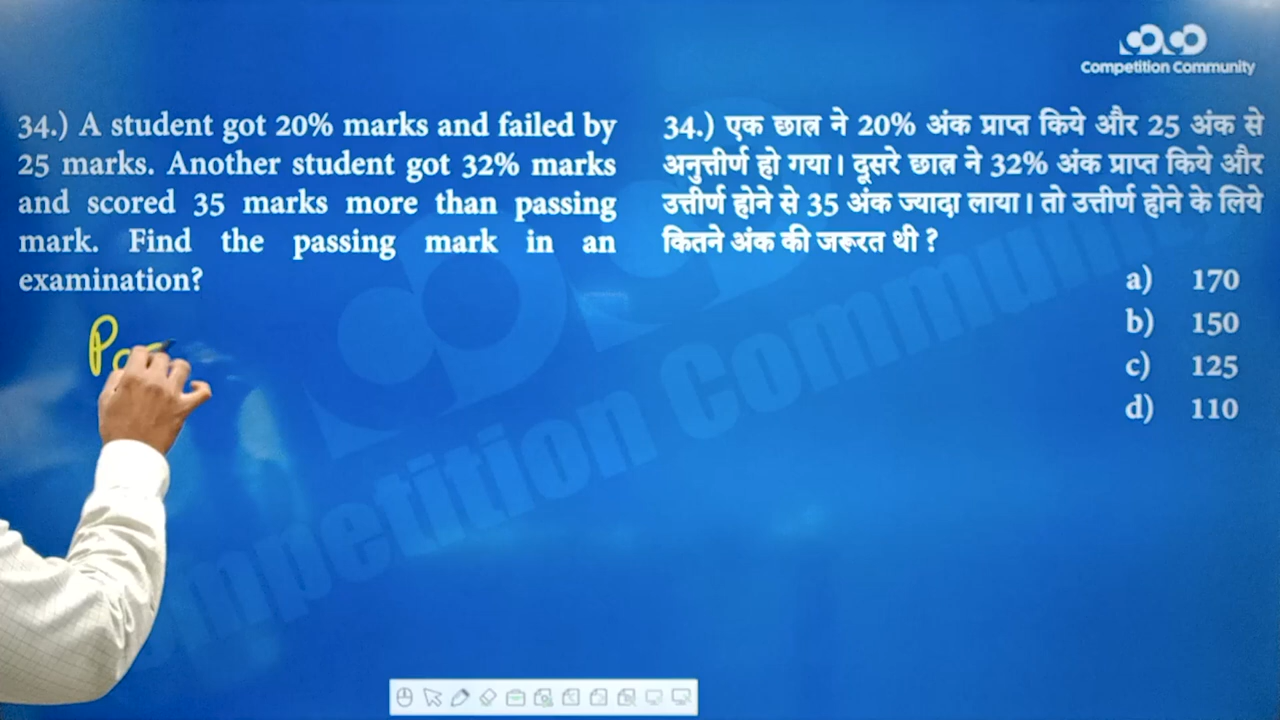 Competition Community
34.) A student got 20% marks and failed by
25 marks. Another student got 32% marks
and scored 35 marks more than passing
mark. Find the passing mark in an
examination?
34.) एक छात्र ने 20% अंक प्राप्त किये और 25 अंक से
अनुत्तीर्ण हो गया। दूसरे छात्र ने 32% अंक प्राप्त किये और
उत्तीर्ण होने से 35 अंक ज्यादा लाया। तो उत्तीर्ण होने के लिये
कितने अंक की जरूरत थी ?
a) 170
b) 150
c) 125
d) 110
Competition Community